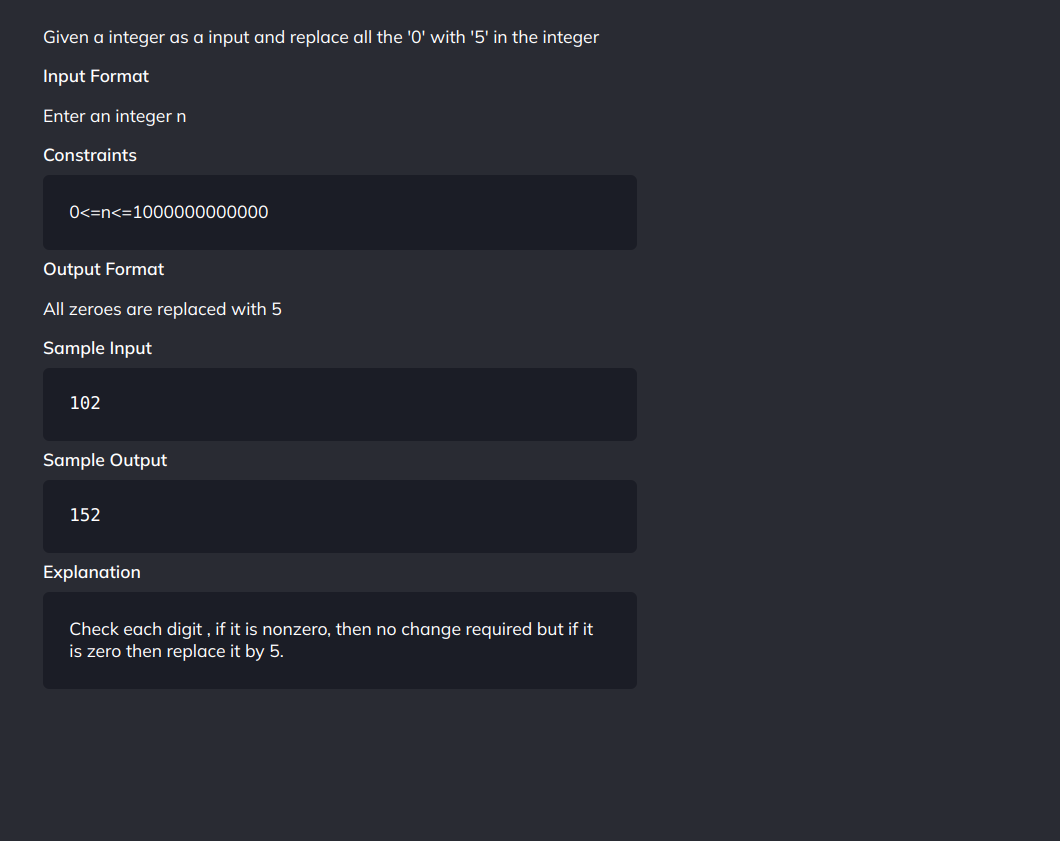 Given a integer as a input and replace all the '0' with '5' in the integer
Input Format
Enter an integer n
Constraints
0<=n<=1000000000000
Output Format
All zeroes are replaced with 5
Sample Input
102
Sample Output
152
Explanation
Check each digit , if it is nonzero, then no change required but if it
is zero then replace it by 5.